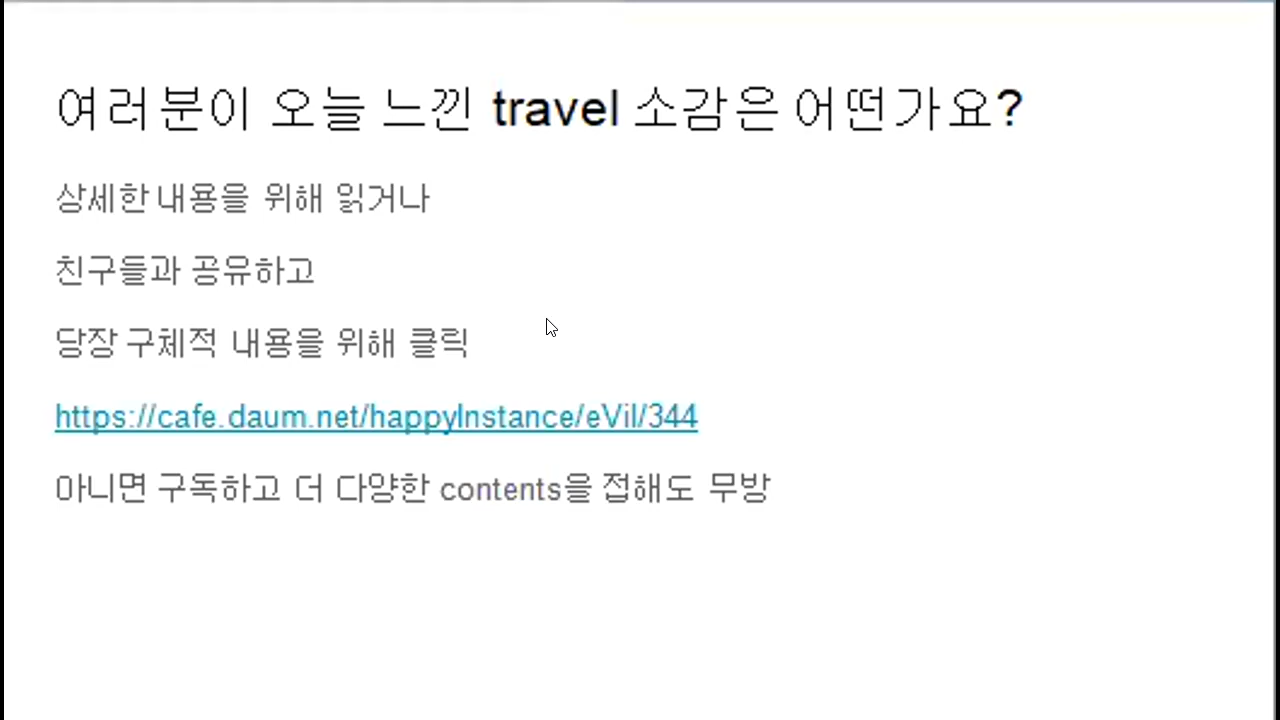 여러분이 오늘 느낀 travel 소감은 어떤가요?
상세한 내용을 위해 읽거나
친구들과 공유하고
당장 구체적 내용을 위해 클릭
https://cafe.daum.net/happyInstance/eVil/344
아니면 구독하고 더 다양한 contents을 접해도 무방